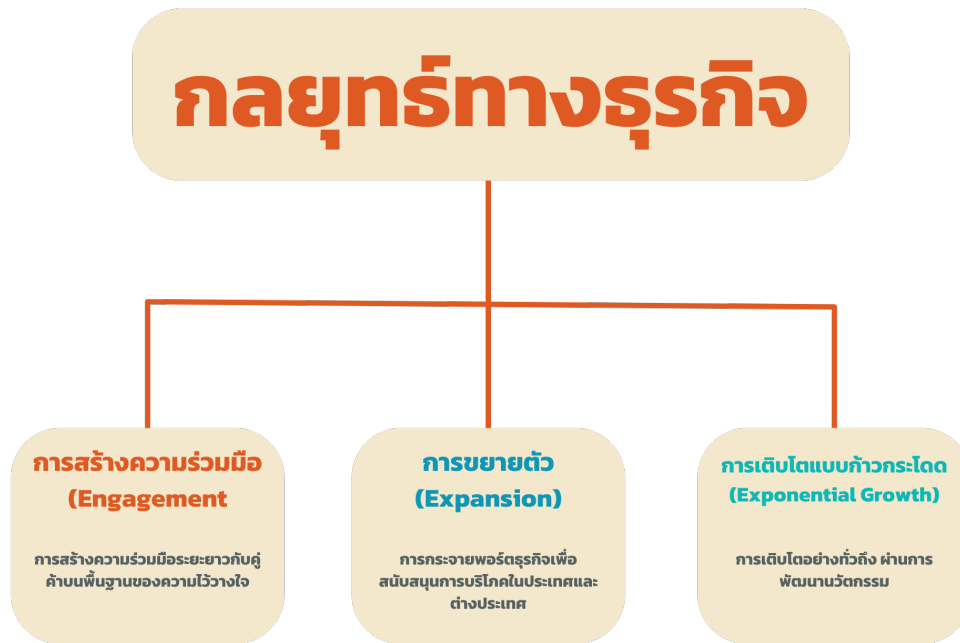 กลยุทธ์ทางธุรกิจ
การสร้างความร่วมมือ
(Engagement
การสร้างความร่วมมือระยะยาวกับคู่
ค้าบนพื้นฐานของความไว้วางใจ
การขยายตัว
(Expansion)
การกระจายพอร์ตธุรกิจเพื่อ
สนับสนุนการบริโภคในประเทศและ
ต่างประเทศ
การเติบโตแบบก้าวกระโดด
(Exponential Growth)
การเติบโตอย่างทั่วถึง ผ่านการ
พัฒนานวัตกรรม